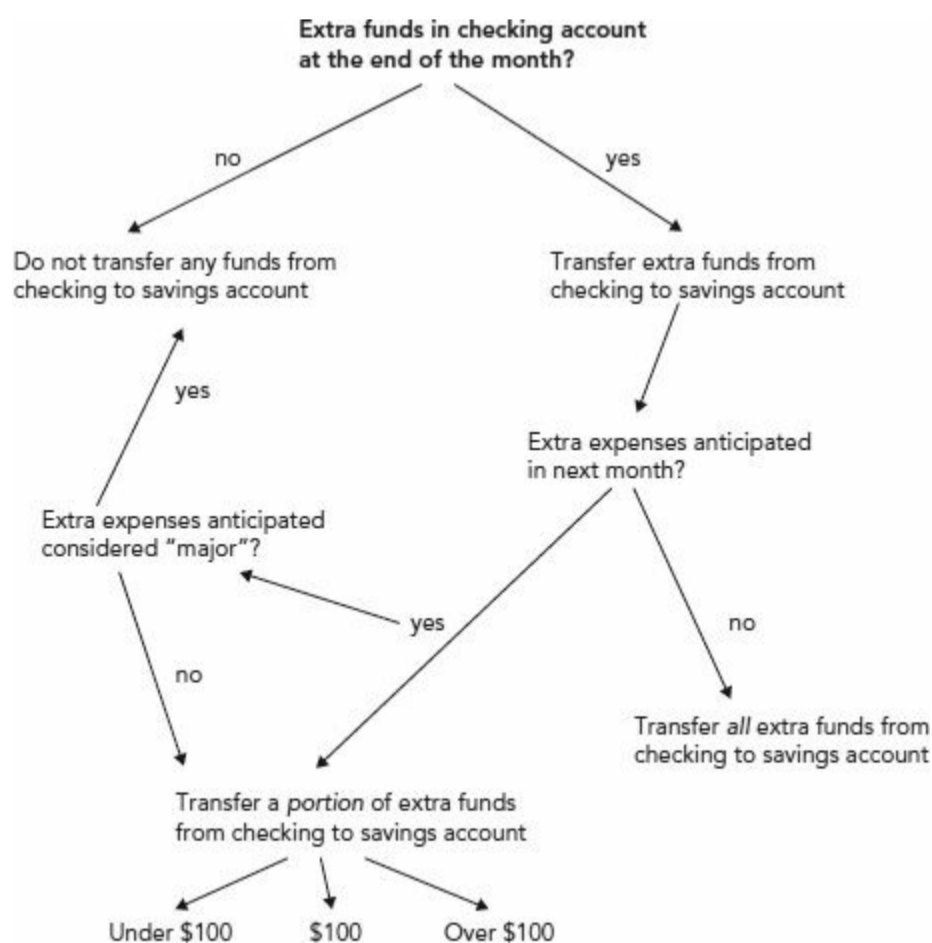 Extra funds in checking account
at the end of the month?
no
yes
Do not transfer any funds from
checking to savings account
Transfer extra funds from
checking to savings account
yes
Extra expenses anticipated
in next month?
Extra expenses anticipated
considered “major”?
yes
no
no
Transfer all extra funds from
checking to savings account
Transfer a portion of extra funds
from checking to savings account
Under $100
$100
Over $100